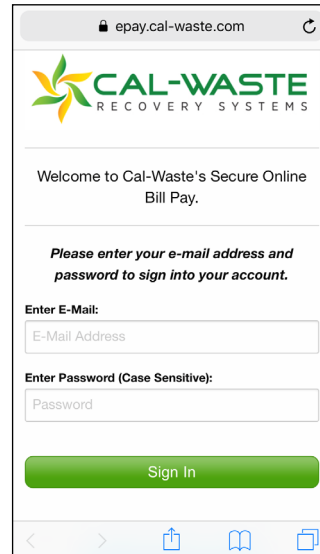 epay.cal-waste.com
CAL-WASTE
RECOVERY SYSTEMS
Welcome to Cal-Waste's Secure Online
Bill Pay.
Please enter your e-mail address and
password to sign into your account.
Enter E-Mail:
E-Mail Address
Enter Password (Case Sensitive):
Password
Sign In